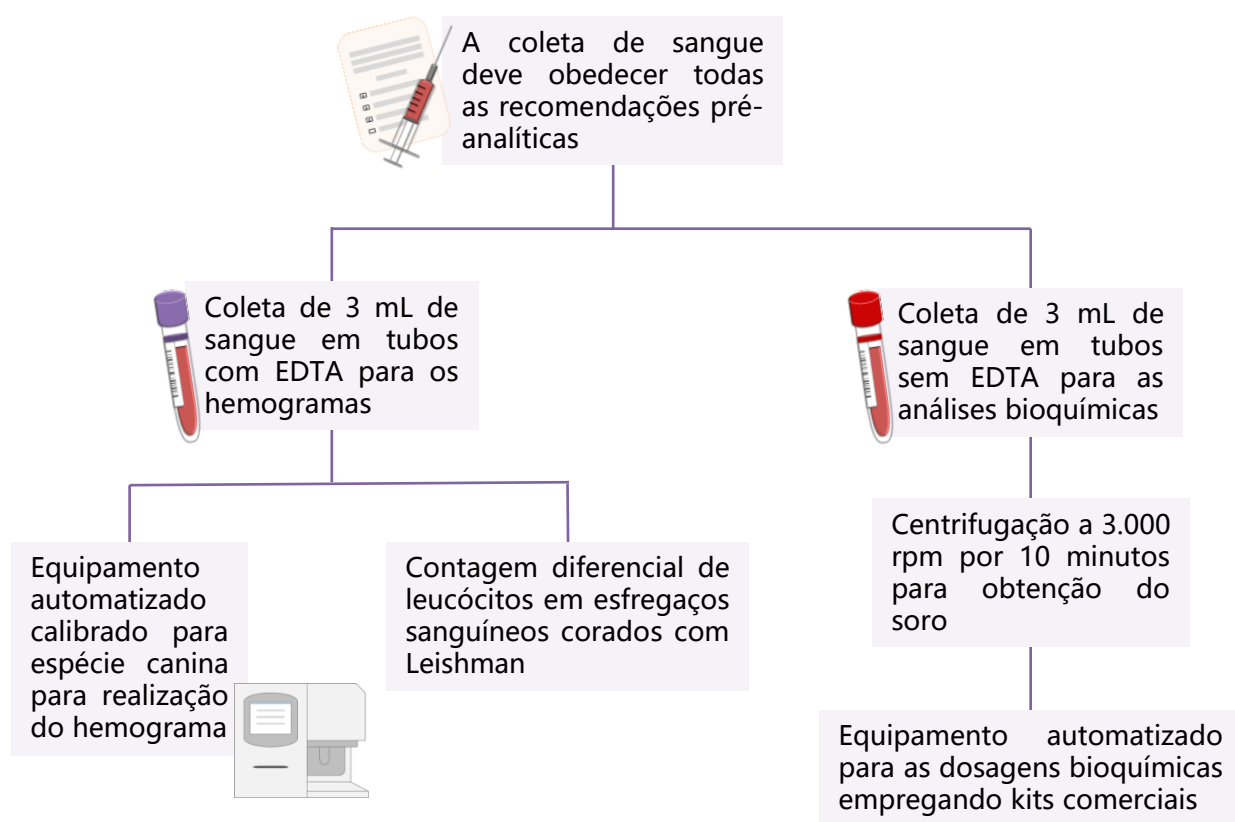 A coleta de sangue
deve obedecer todas
as recomendações pré-
analíticas
Coleta de 3 mL de
sangue em tubos
com EDTA para os
hemogramas
Coleta de 3 mL de
sangue em tubos
sem EDTA para as
análises bioquímicas
Equipamento
automatizado
calibrado para
espécie canina
para realização
do hemograma
Contagem diferencial de
leucócitos em esfregaços
sanguíneos corados com
Leishman
Centrifugação a 3.000
rpm por 10 minutos
para obtenção do
soro
Equipamento automatizado
para as dosagens bioquímicas
empregando kits comerciais